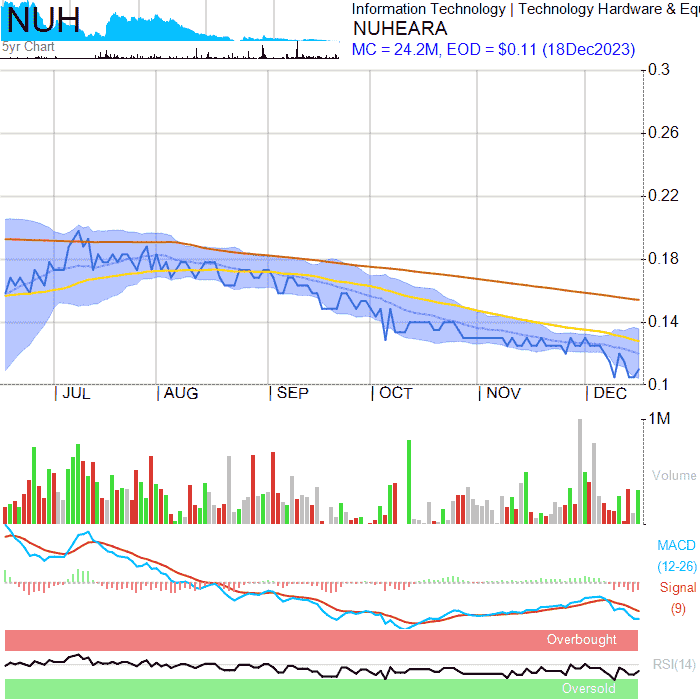 NUH
5yr Chart
Information Technology | Technology Hardware & Equ
NUHEARA
MC = 24.2M, EOD = $0.11 (18Dec2023)
0.3
0.26
0.22
0.18
0.14
0.1
JUL AUG SEP OCT NOV DEC
1M
Volume
MACD
(12-26)
Signal
(9)
Overbought
RSI(14)
Oversold